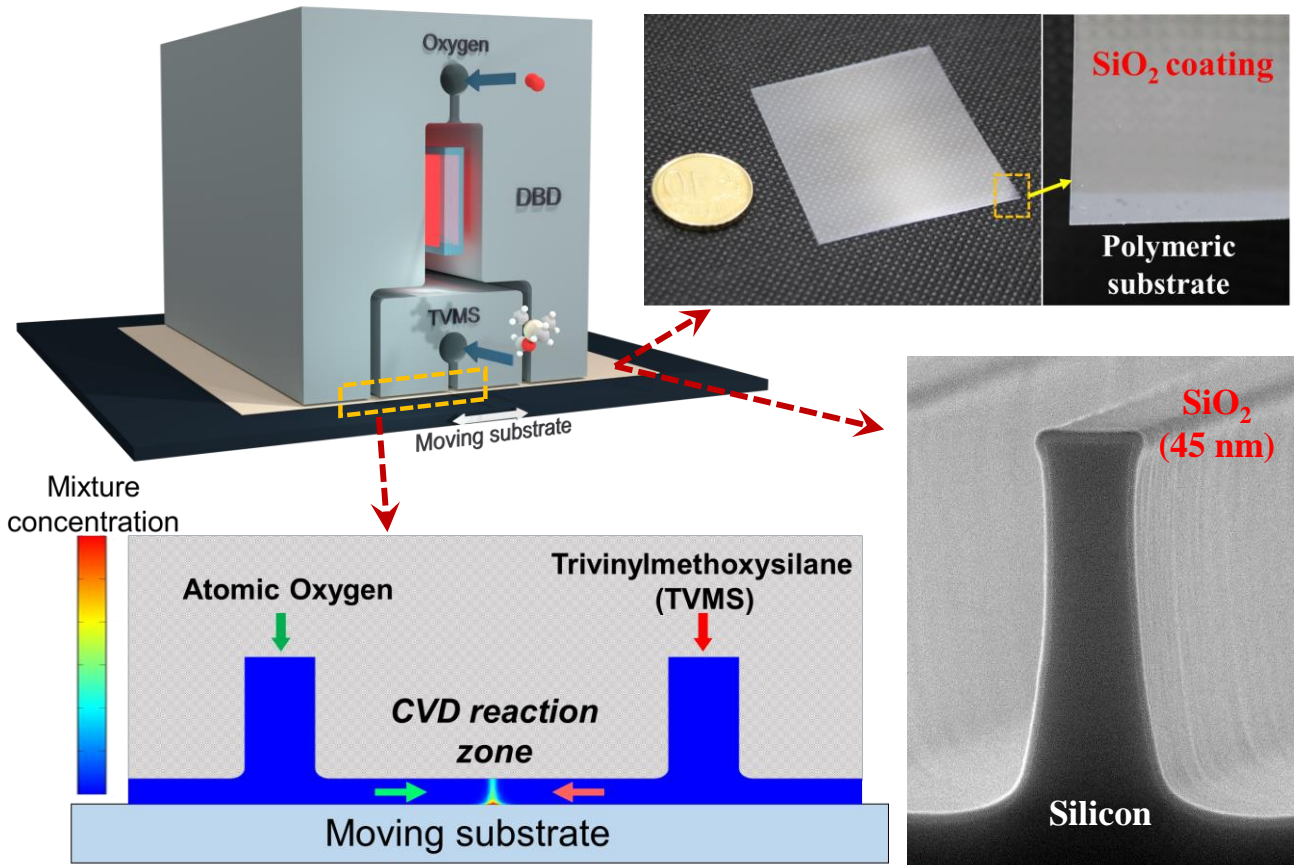 Oxygen
DBD
TVMS
Moving substrate
SiO₂ coating
Polymeric
substrate
10
SiO₂
(45 nm)
Silicon
Mixture
concentration
Atomic Oxygen
Trivinylmethoxysilane
(TVMS)
CVD reaction
zone
Moving substrate